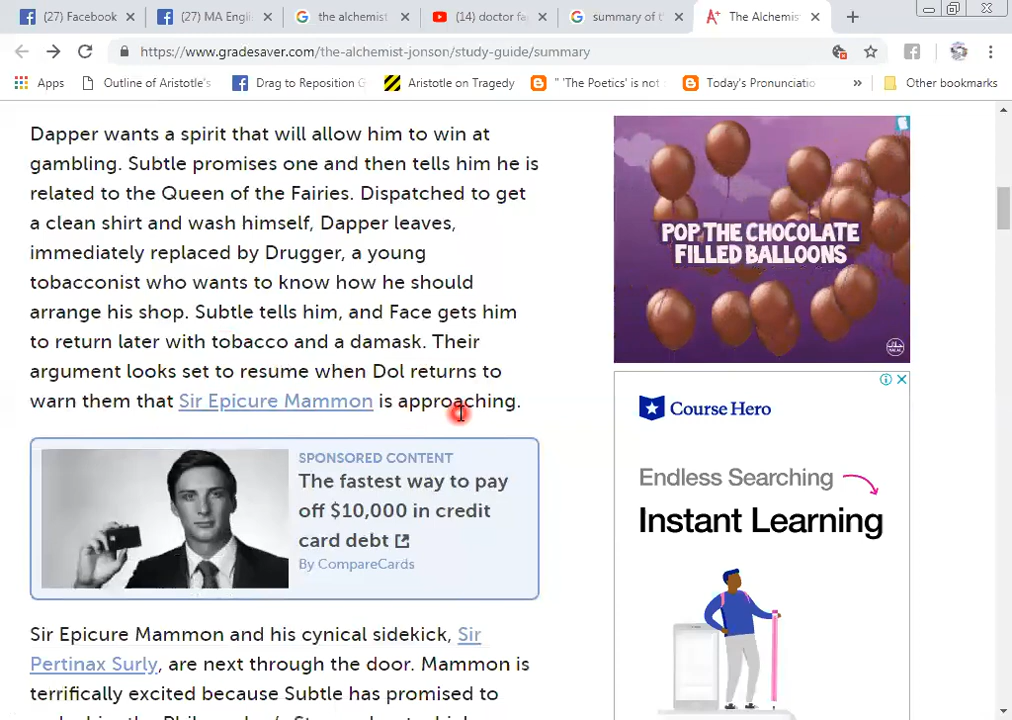 (27) Facebook
(27) MA Engli
the alchemist
(14) doctor fa
summary of t
The Alchemis
https://www.gradesaver.com/the-alchemist-jonson/study-guide/summary
Apps
Outline of Aristotle's
Drag to Reposition G
Aristotle on Tragedy
" 'The Poetics' is not
Today's Pronunciatio
»
Other bookmarks
Dapper wants a spirit that will allow him to win at
gambling. Subtle promises one and then tells him he is
related to the Queen of the Fairies. Dispatched to get
a clean shirt and wash himself, Dapper leaves,
immediately replaced by Drugger, a young
tobacconist who wants to know how he should
arrange his shop. Subtle tells him, and Face gets him
to return later with tobacco and a damask. Their
argument looks set to resume when Dol returns to
warn them that Sir Epicure Mammon is approaching.
SPONSORED CONTENT
The fastest way to pay
off $10,000 in credit
card debt
By CompareCards
Sir Epicure Mammon and his cynical sidekick, Sir
Pertinax Surly, are next through the door. Mammon is
terrifically excited because Subtle has promised to
POP THE CHOCOLATE
FILLED BALLOONS
Course Hero
Endless Searching
Instant Learning